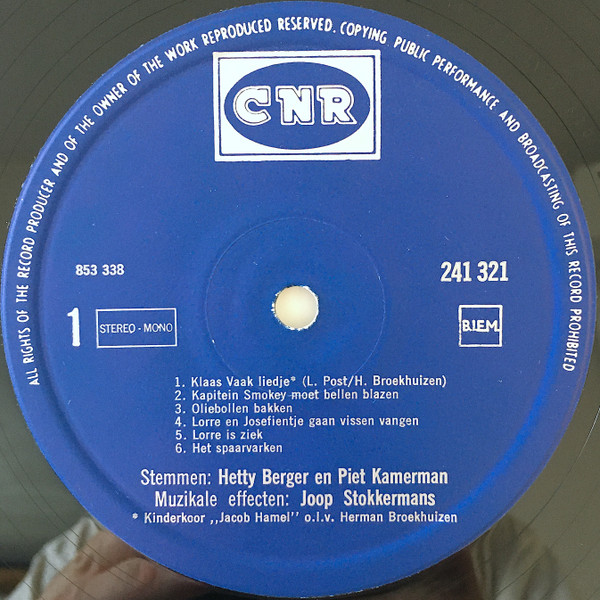 ALL RIGHTS OF THE RECORD PRODUCER AND OF THE OWNER OF THE WORK REPRODUCED RESERVED. COPYING PUBLIC PERFORMANCE AND BROADCASTING OF THIS RECORD PROHIBITED
CNR
853 338
241 321
1 STEREO - MONO
B.I.E.M.
1. Klaas Vaak liedje* (L. Post/H. Broekhuizen)
2. Kapitein Smokey moet bellen blazen
3. Oliebollen bakken
4. Lorre en Josefientje gaan vissen vangen
5. Lorre is ziek
6. Het spaarvarken
Stemmen: Hetty Berger en Piet Kamerman
Muzikale effecten: Joop Stokkermans
* Kinderkoor ,,Jacob Hamel" o.l.v. Herman Broekhuizen